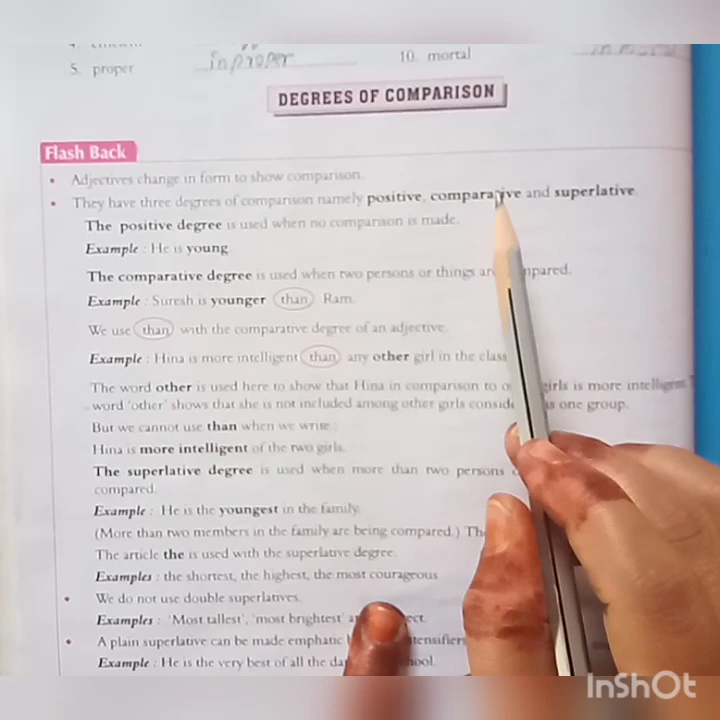 5. proper inproper 10. mortal
DEGREES OF COMPARISON
Flash Back
• Adjectives change in form to show comparison.
• They have three degrees of comparison namely positive, comparative and superlative.
The positive degree is used when no comparison is made.
Example : He is young.
The comparative degree is used when two persons or things are compared.
Example : Suresh is younger than Ram.
We use than with the comparative degree of an adjective.
Example : Hina is more intelligent than any other girl in the class
The word other is used here to show that Hina in comparison to girls is more intelligent.
word 'other' shows that she is not included among other girls one group.
But we cannot use than when we write :
Hina is more intelligent of the two girls.
The superlative degree is used when more than two persons
compared.
Example : He is the youngest in the family.
(More than two members in the family are being compared.)
The article the is used with the superlative degree.
Examples : the shortest, the highest, the most courageous
• We do not use double superlatives.
Examples : 'Most tallest', 'most brightest'
• A plain superlative can be made emphatic
Example : He is the very best of all the
InShOt